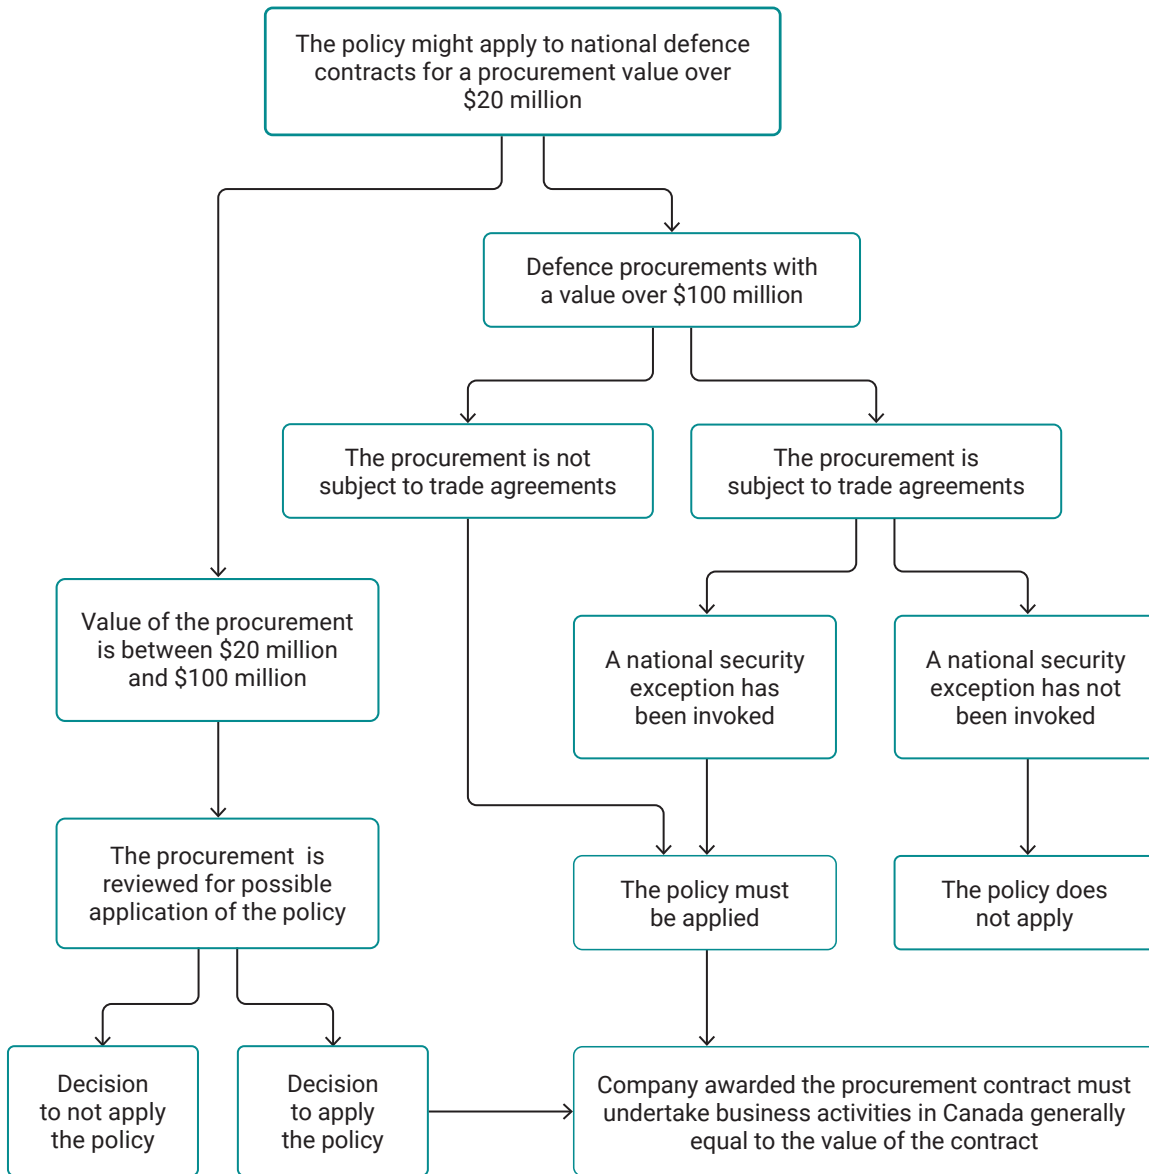 The policy might apply to national defence
contracts for a procurement value over
$20 million
Defence procurements with
a value over $100 million
The procurement is not
subject to trade agreements
The procurement is
subject to trade agreements
Value of the procurement
is between $20 million
and $100 million
A national security
exception has
been invoked
A national security
exception has not
been invoked
The procurement is
reviewed for possible
application of the policy
The policy must
be applied
The policy does
not apply
Decision
to not apply
the policy
Decision
to apply
the policy
Company awarded the procurement contract must
undertake business activities in Canada generally
equal to the value of the contract